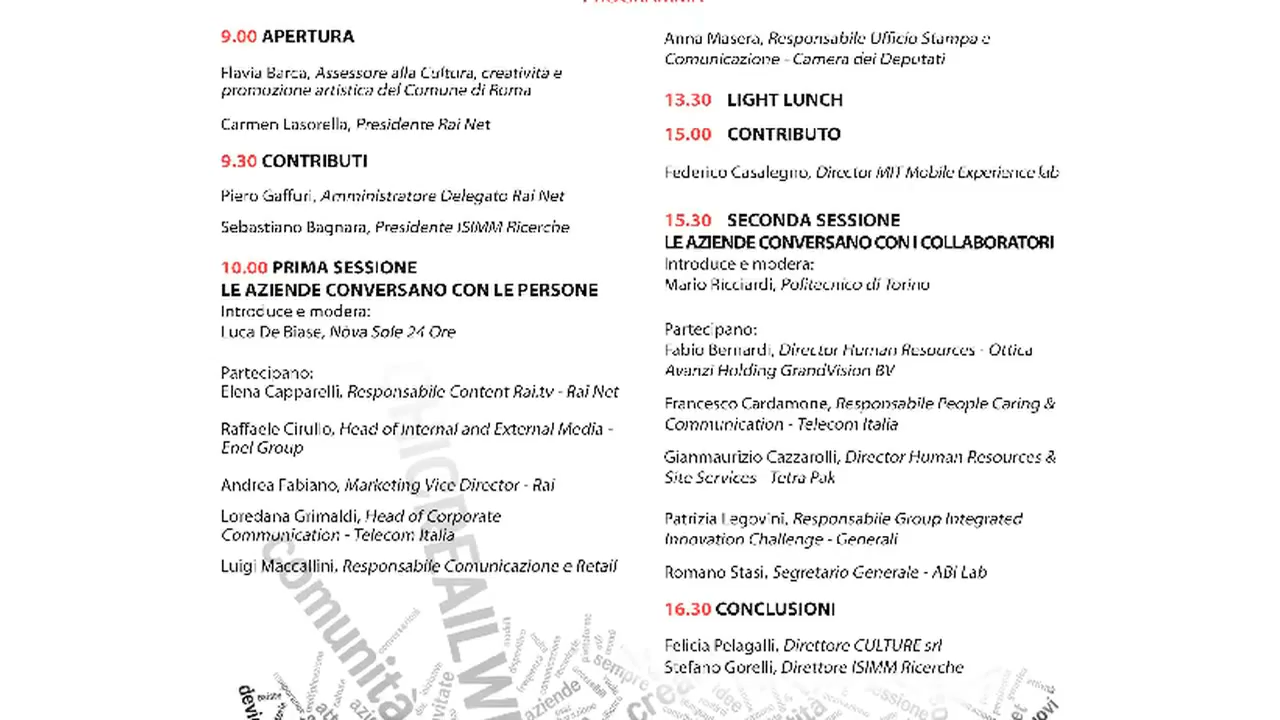 9.00 APERTURA
Flavia Barca, Assessore alla Cultura, creatività e
promozione artistica del Comune di Roma
Carmen Lasorella, Presidente Rai Net
9.30 CONTRIBUTI
Piero Gaffuri, Amministratore Delegato Rai Net
Sebastiano Bagnara, Presidente ISIMM Ricerche
10.00 PRIMA SESSIONE
LE AZIENDE CONVERSANO CON LE PERSONE
Introduce e modera:
Luca De Biase, Nòva Sole 24 Ore
Partecipano:
Elena Capparelli, Responsabile Content Rai.tv - Rai Net
Raffaele Cirullo, Head of Internal and External Media -
Enel Group
Andrea Fabiano, Marketing Vice Director - Rai
Loredana Grimaldi, Head of Corporate
Communication - Telecom Italia
Luigi Maccallini, Responsabile Comunicazione e Retail
Anna Masera, Responsabile Ufficio Stampa e
Comunicazione - Camera dei Deputati
13.30 LIGHT LUNCH
15.00 CONTRIBUTO
Federico Casalegno, Director MIT Mobile Experience lab
15.30 SECONDA SESSIONE
LE AZIENDE CONVERSANO CON I COLLABORATORI
Introduce e modera:
Mario Ricciardi, Politecnico di Torino
Partecipano:
Fabio Bernardi, Director Human Resources - Ottica
Avanzi Holding GrandVision BV
Francesco Cardamone, Responsabile People Caring &
Communication - Telecom Italia
Gianmaurizio Cazzarolli, Director Human Resources &
Site Services - Tetra Pak
Patrizia Legovini, Responsabile Group Integrated
Innovation Challenge - Generali
Romano Stasi, Segretario Generale - ABI Lab
16.30 CONCLUSIONI
Felicia Pelagalli, Direttore CULTURE srl
Stefano Gorelli, Direttore ISIMM Ricerche
comunità
aziende
sempre
idee